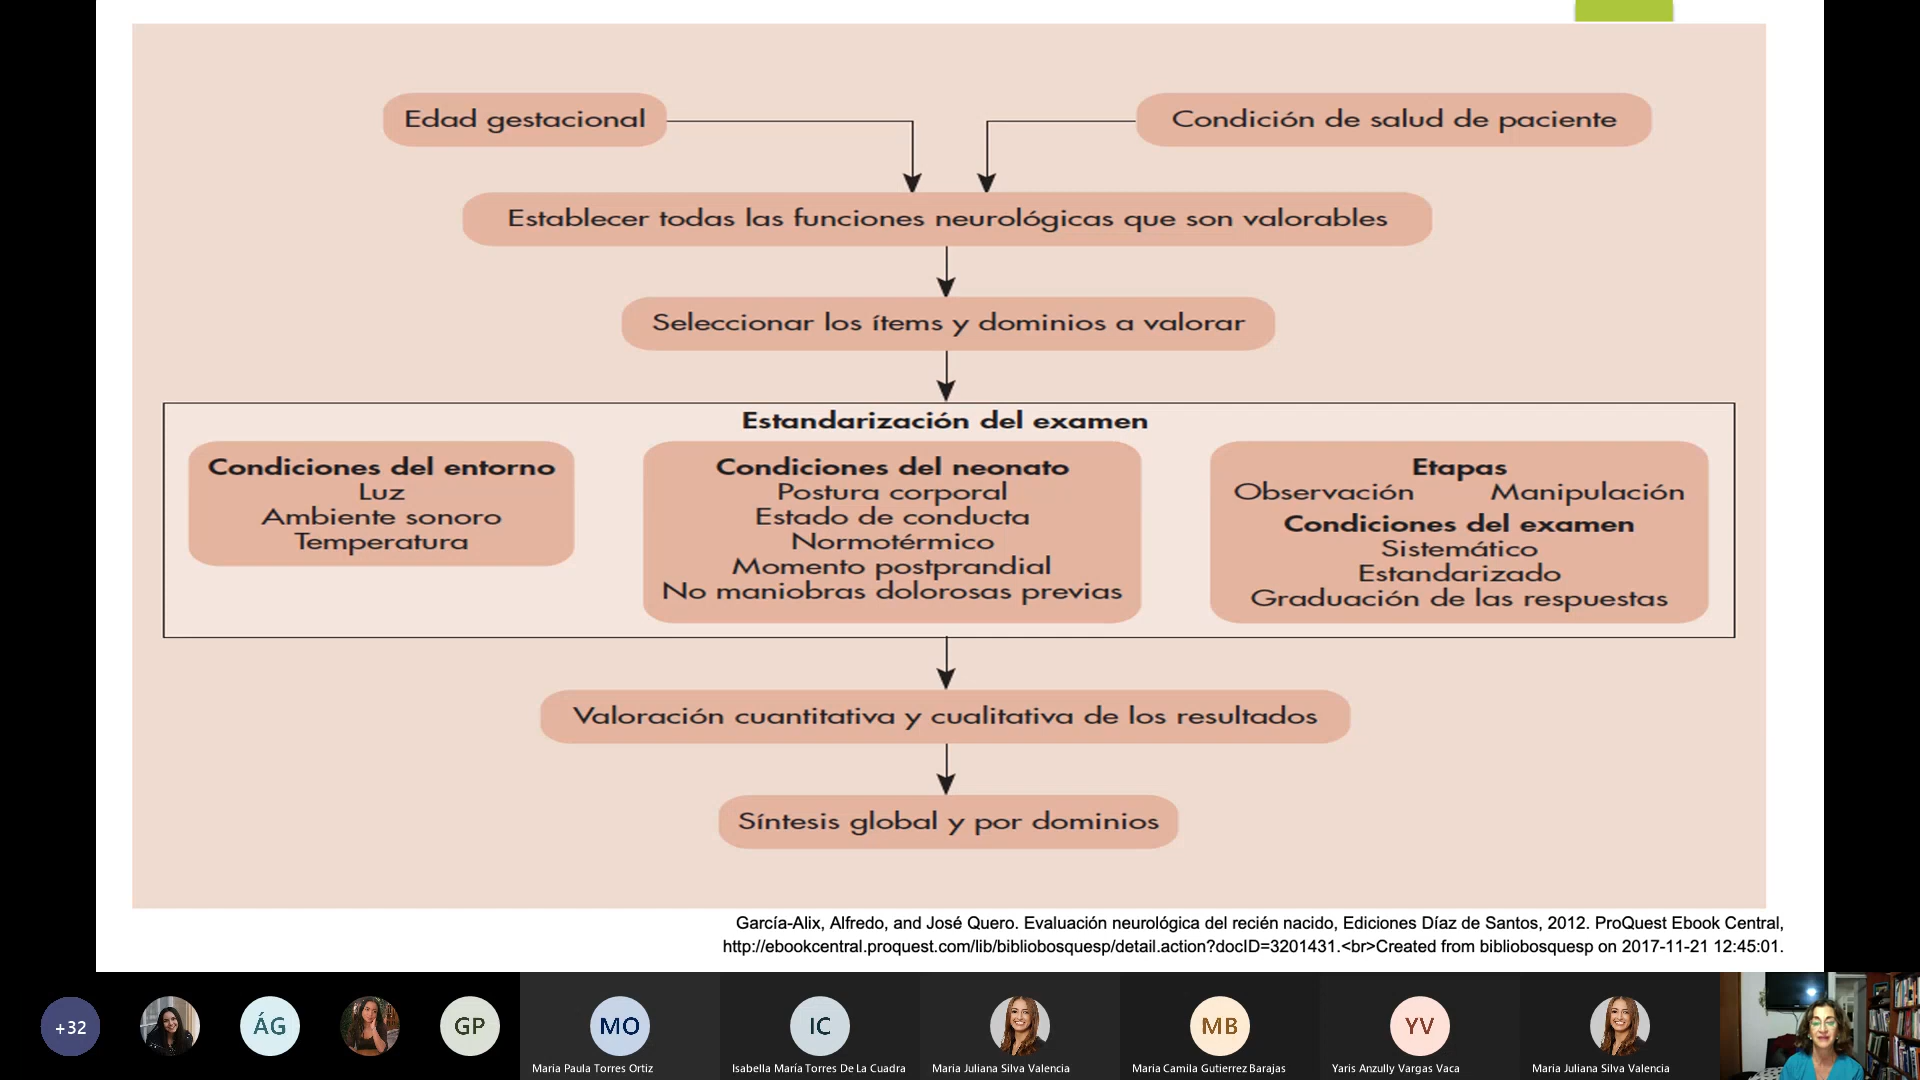 Edad gestacional
Condición de salud de paciente
Establecer todas las funciones neurológicas que son valorables
Seleccionar los ítems y dominios a valorar
Estandarización del examen
Condiciones del entorno
Luz
Ambiente sonoro
Temperatura
Condiciones del neonato
Postura corporal
Estado de conducta
Normotérmico
Momento postprandial
No maniobras dolorosas previas
Etapas
Observación Manipulación
Condiciones del examen
Sistemático
Estandarizado
Graduación de las respuestas
Valoración cuantitativa y cualitativa de los resultados
Síntesis global y por dominios
García-Alix, Alfredo, and José Quero. Evaluación neurológica del recién nacido, Ediciones Díaz de Santos, 2012. ProQuest Ebook Central,
http://ebookcentral.proquest.com/lib/bibliobosquesp/detail.action?docID=3201431.<br>Created from bibliobosquesp on 2017-11-21 12:45:01.
+32
ÁG
GP
MO
Maria Paula Torres Ortiz
IC
Isabella María Torres De La Cuadra
Maria Juliana Silva Valencia
MB
Maria Camila Gutierrez Barajas
YV
Yaris Anzully Vargas Vaca
Maria Juliana Silva Valencia